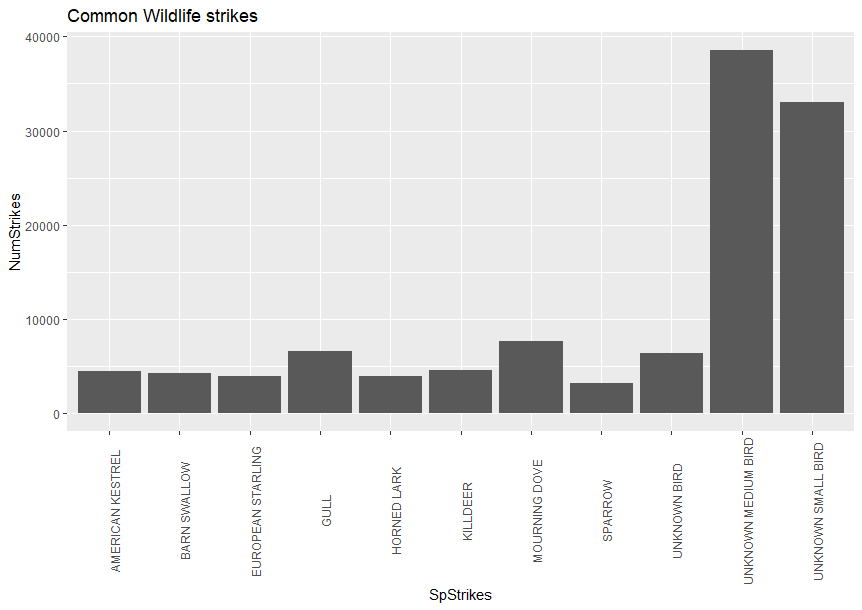 Common Wildlife strikes
40000
30000
20000
10000
0
NumStrikes
AMERICAN KESTREL
BARN SWALLOW
EUROPEAN STARLING
GULL
HORNED LARK
KILLDEER
MOURNING DOVE
SPARROW
UNKNOWN BIRD
UNKNOWN MEDIUM BIRD
UNKNOWN SMALL BIRD
SpStrikes